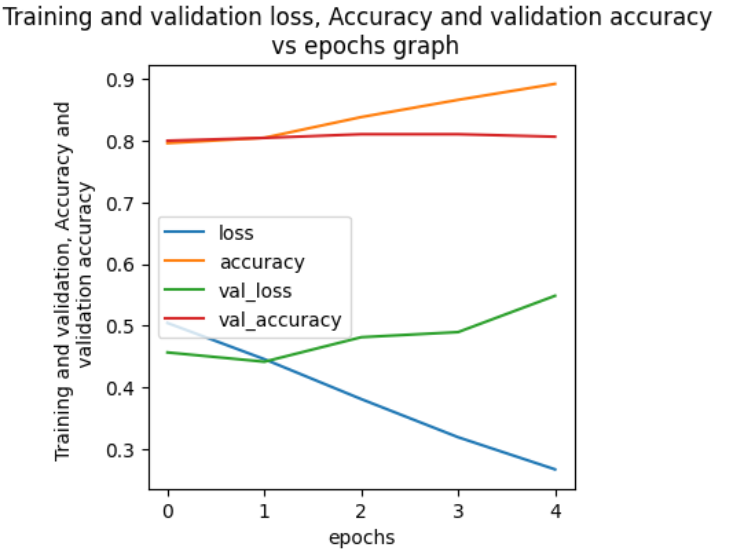 Training and validation loss, Accuracy and validation accuracy
vs epochs graph
Training and validation, Accuracy and
validation accuracy
0.9
0.8
0.7
0.6
0.5
0.4
0.3
loss
accuracy
val_loss
val_accuracy
0 1 2 3 4
epochs